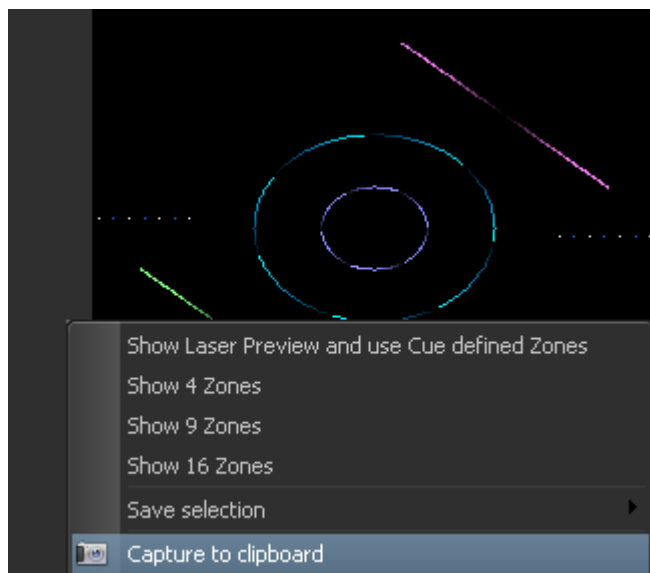 Show Laser Preview and use Cue defined Zones
Show 4 Zones
Show 9 Zones
Show 16 Zones
Save selection
Capture to clipboard